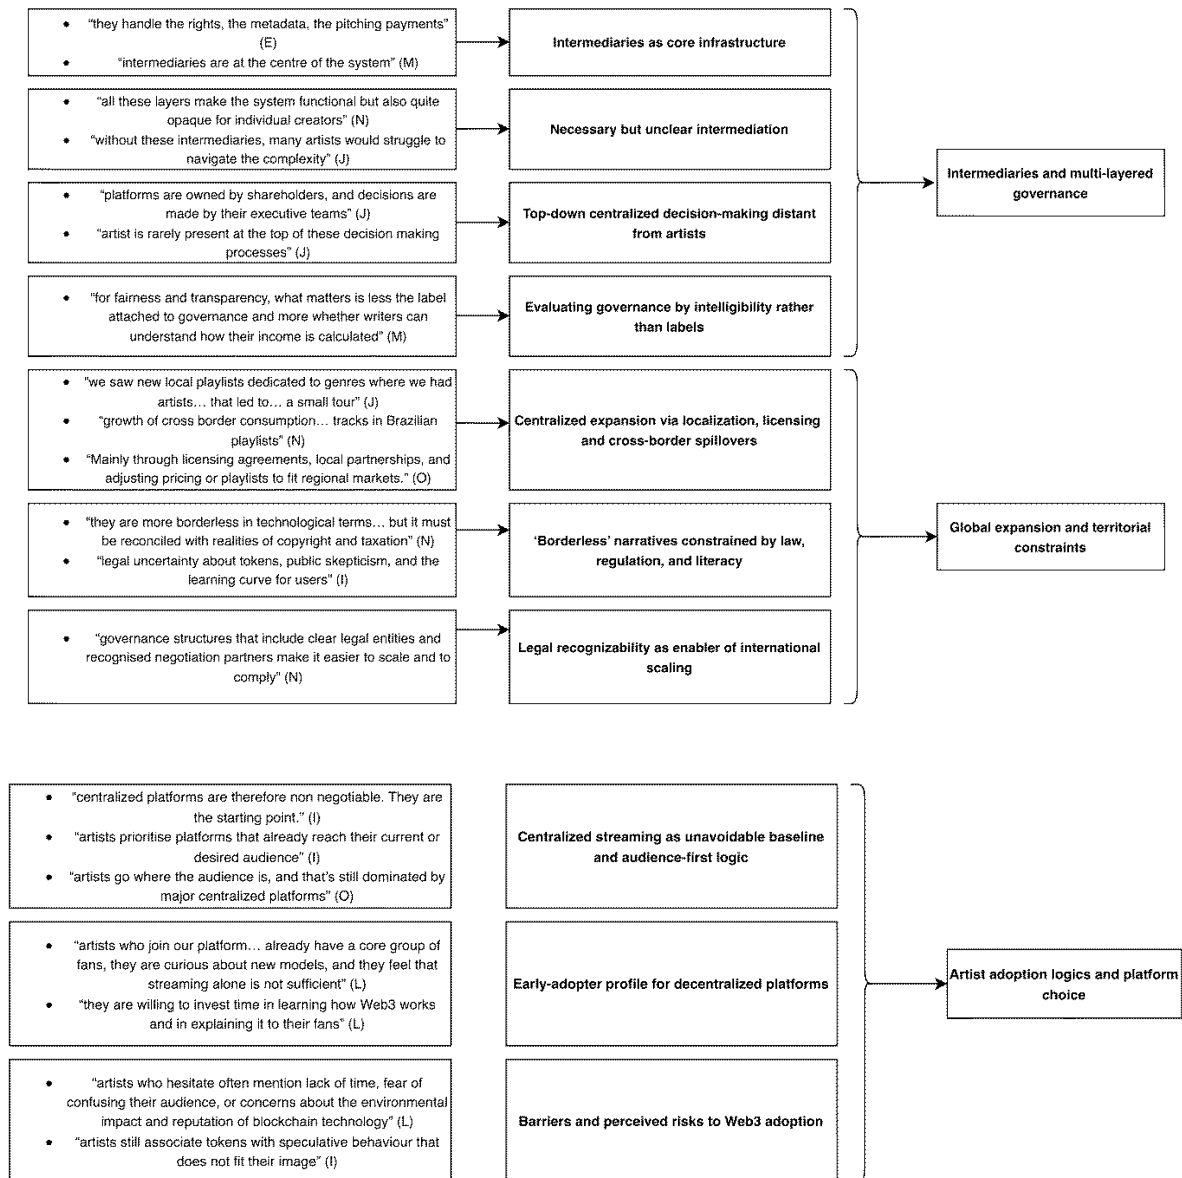 “they handle the rights, the metadata, the pitching payments”
(E)
“intermediaries are at the centre of the system” (M)
Intermediaries as core infrastructure
“all these layers make the system functional but also quite
opaque for individual creators” (N)
“without these intermediaries, many artists would struggle to
navigate the complexity” (J)
Necessary but unclear intermediation
“platforms are owned by shareholders, and decisions are
made by their executive teams” (J)
“artist is rarely present at the top of these decision making
processes” (J)
Top-down centralized decision-making distant
from artists
“for fairness and transparency, what matters is less the label
attached to governance and more whether writers can
understand how their income is calculated” (M)
Evaluating governance by intelligibility rather
than labels
Intermediaries and multi-layered
governance
“we saw new local playlists dedicated to genres where we had
artists… that led to… a small tour” (J)
“growth of cross border consumption… tracks in Brazilian
playlists” (N)
“Mainly through licensing agreements, local partnerships, and
adjusting pricing or playlists to fit regional markets.” (O)
Centralized expansion via localization, licensing
and cross-border spillovers
“they are more borderless in technological terms… but it must
be reconciled with realities of copyright and taxation” (N)
“legal uncertainty about tokens, public skepticism, and the
learning curve for users” (I)
‘Borderless’ narratives constrained by law,
regulation, and literacy
“governance structures that include clear legal entities and
recognised negotiation partners make it easier to scale and to
comply” (N)
Legal recognizability as enabler of international
scaling
Global expansion and territorial
constraints
“centralized platforms are therefore non negotiable. They are
the starting point.” (I)
“artists prioritise platforms that already reach their current or
desired audience” (I)
“artists go where the audience is, and that’s still dominated by
major centralized platforms” (O)
Centralized streaming as unavoidable baseline
and audience-first logic
“artists who join our platform… already have a core group of
fans, they are curious about new models, and they feel that
streaming alone is not sufficient” (L)
“they are willing to invest time in learning how Web3 works
and in explaining it to their fans” (L)
Early-adopter profile for decentralized platforms
“artists who hesitate often mention lack of time, fear of
confusing their audience, or concerns about the environmental
impact and reputation of blockchain technology” (L)
“artists still associate tokens with speculative behaviour that
does not fit their image” (I)
Barriers and perceived risks to Web3 adoption
Artist adoption logics and platform
choice